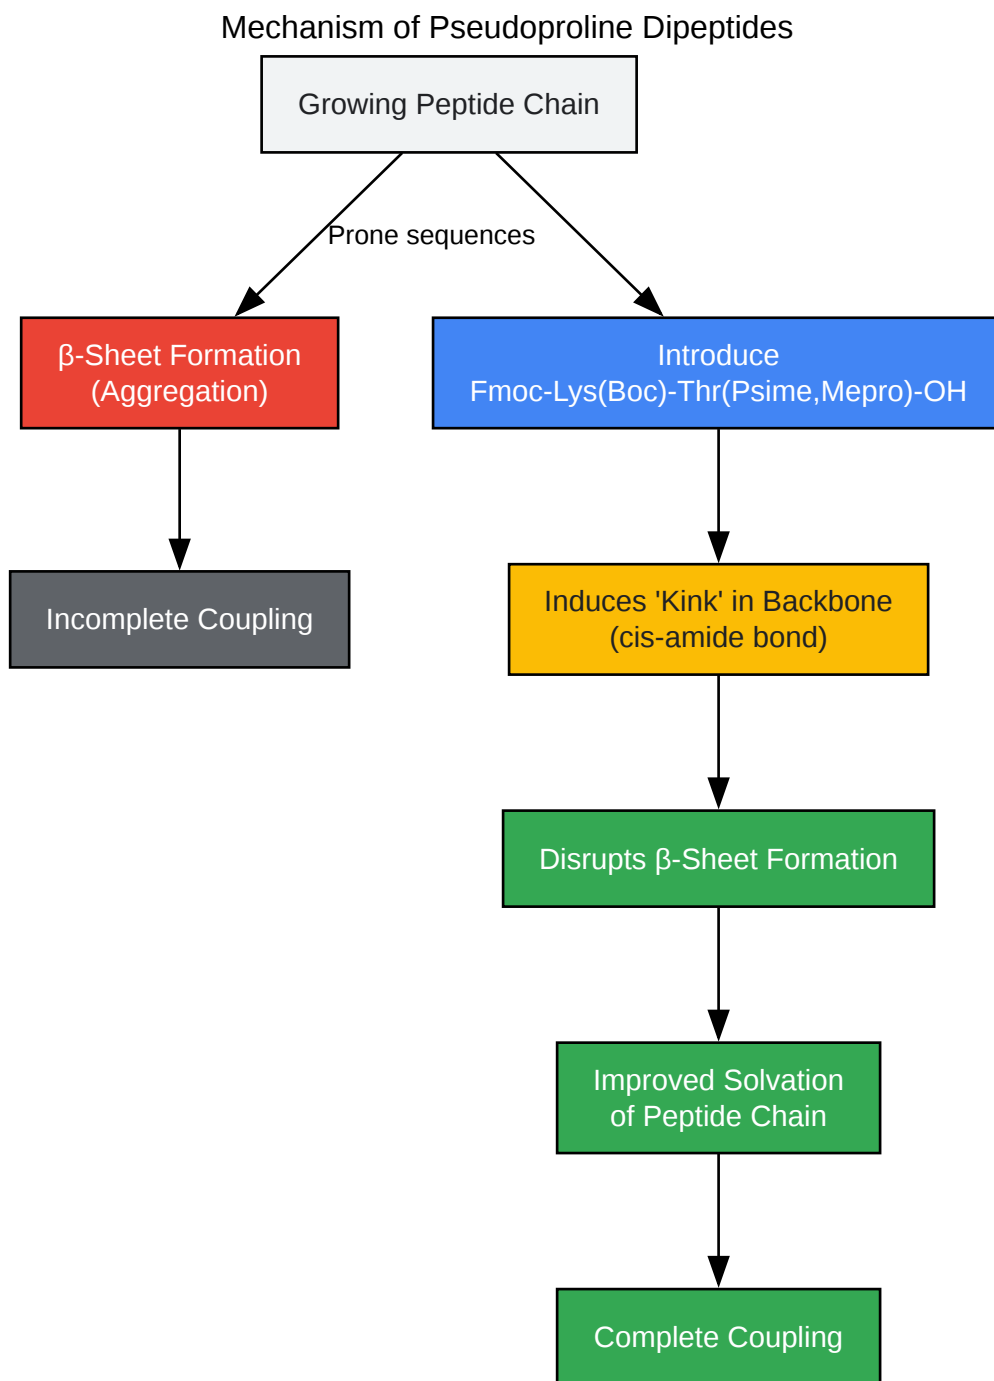 Mechanism of Pseudoproline Dipeptides
Growing Peptide Chain
Prone sequences
β-Sheet Formation
(Aggregation)
Introduce
Fmoc-Lys(Boc)-Thr(Psime,Mepro)-OH
Incomplete Coupling
Induces 'Kink' in Backbone
(cis-amide bond)
Disrupts β-Sheet Formation
Improved Solvation
of Peptide Chain
Complete Coupling